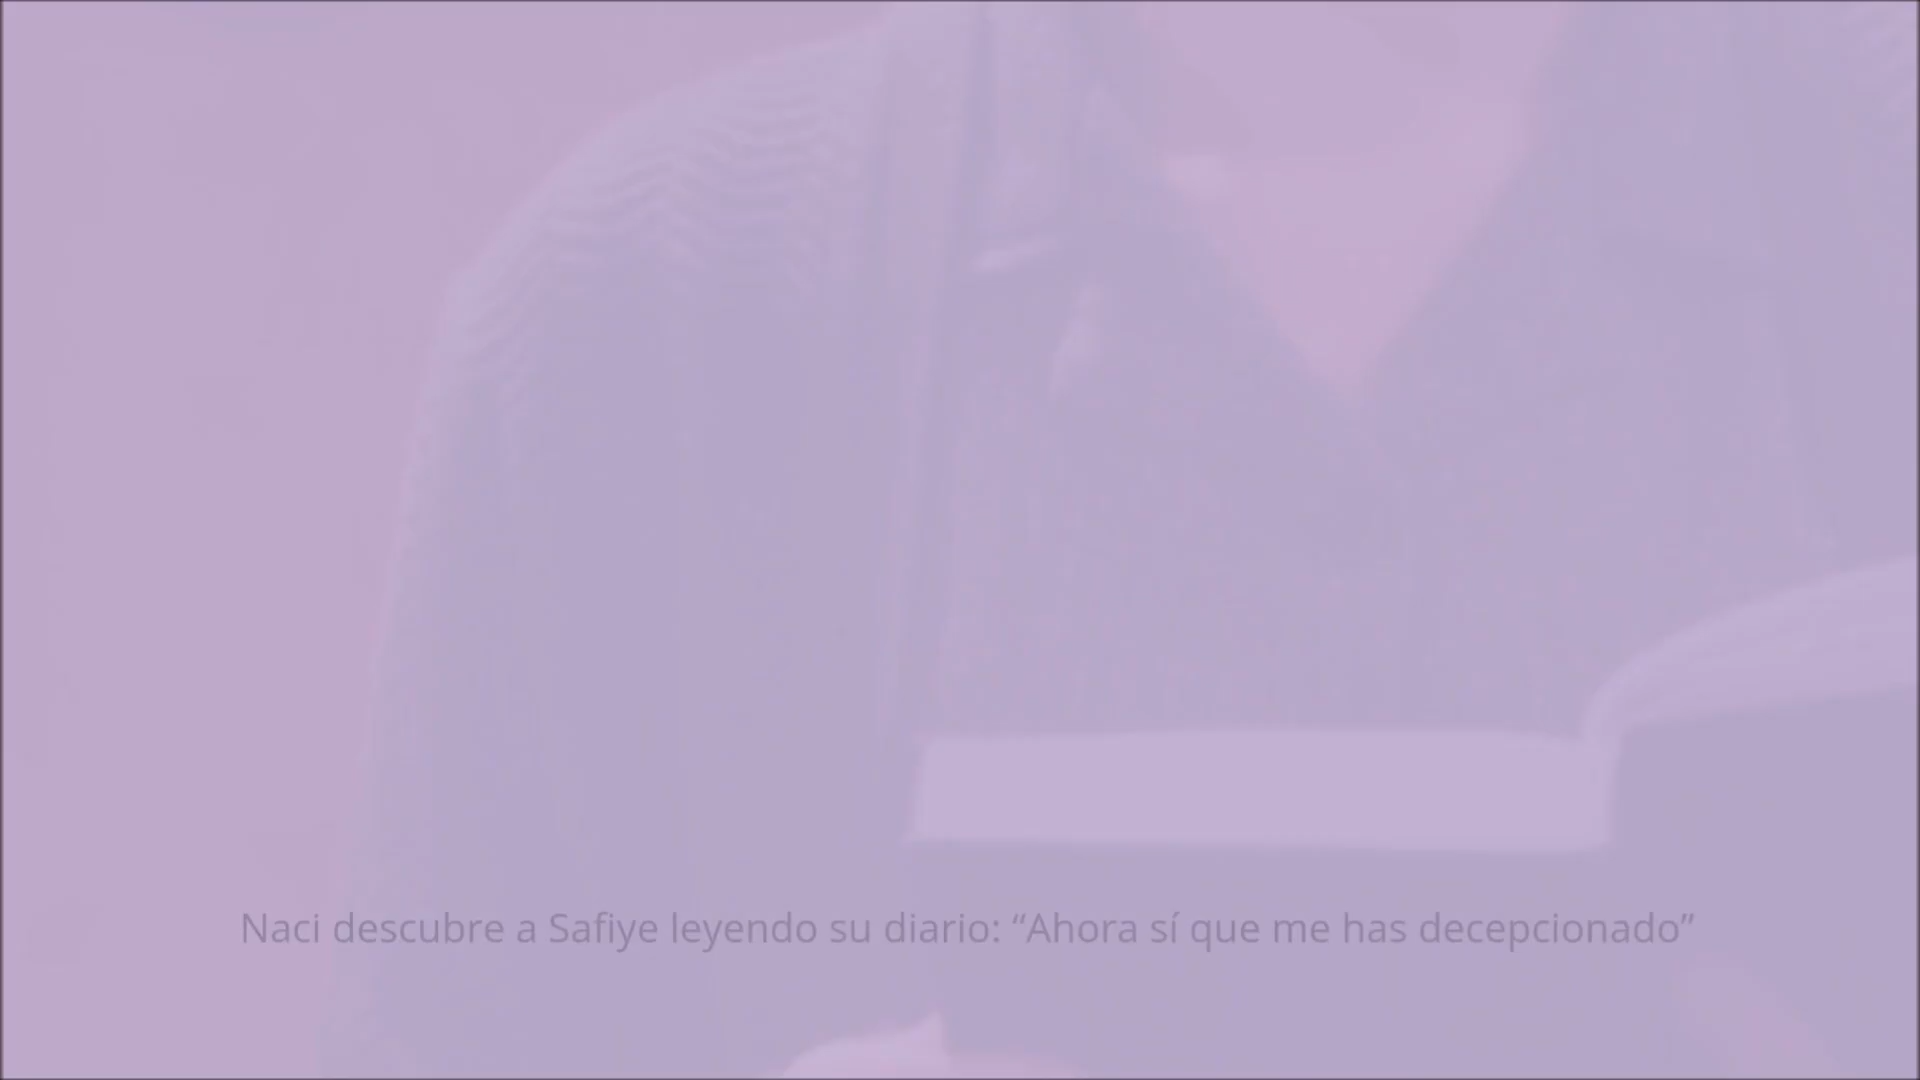 Naci descubre a Safiye leyendo su diario: “Ahora sí que me has decepcionado”